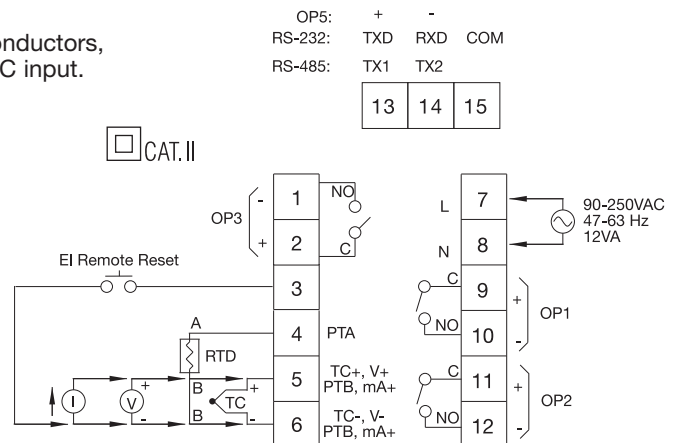 onductors,
C input.
OP5: + -
RS-232: TXD RXD COM
RS-485: TX1 TX2
13 14 15
CAT. II
OP3 - +
1 NO
2 C
EI Remote Reset
3
A
4 PTA
RTD
I V + -
B TC +
5 TC+, V+
PTB, mA+
B -
6 TC-, V-
PTB, mA+
L 7
N 8
90-250VAC
47-63 Hz
12VA
C 9 +
NO 10 -
OP1
C 11 +
NO 12 -
OP2